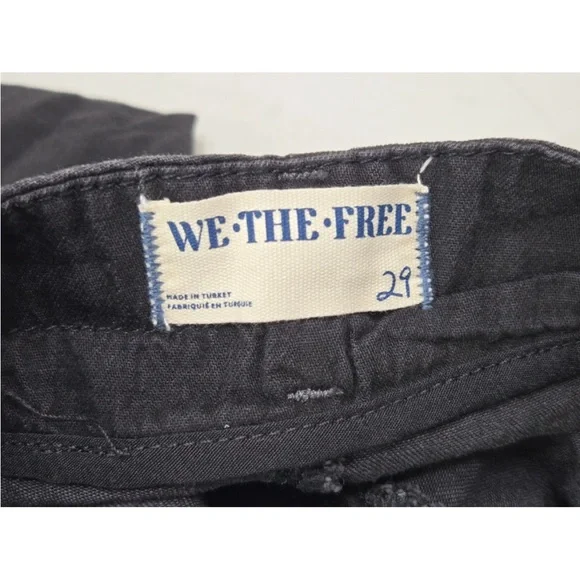 WE·THE·FREE
29
MADE IN TURKEY
FABRIQUÉ EN TURQUIE